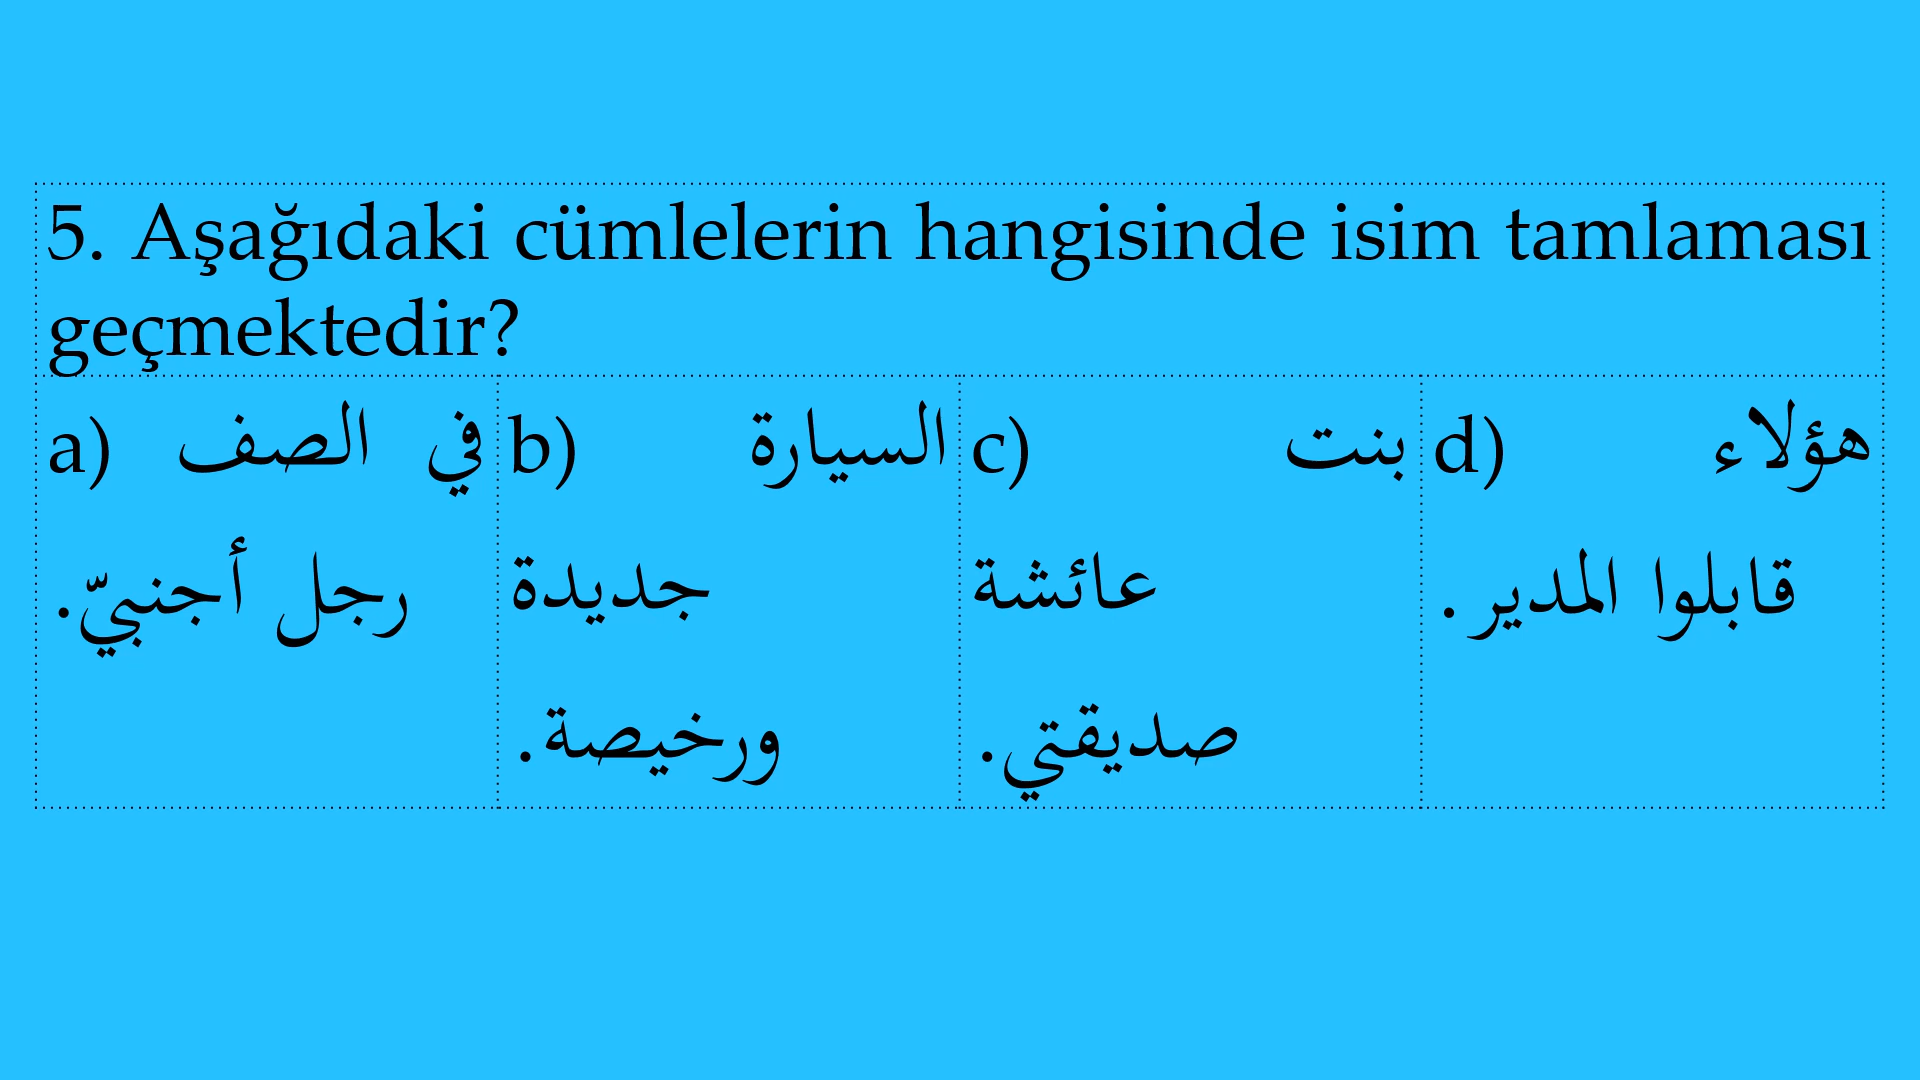 5. Aşağıdaki cümlelerin hangisinde isim tamlaması
geçmektedir?
a) في الصف
رجل أجنبيّ.
b) السيارة
جديدة
ورخيصة.
c) بنت
عائشة
صديقتي.
d) هؤلاء
قابلوا المدير .